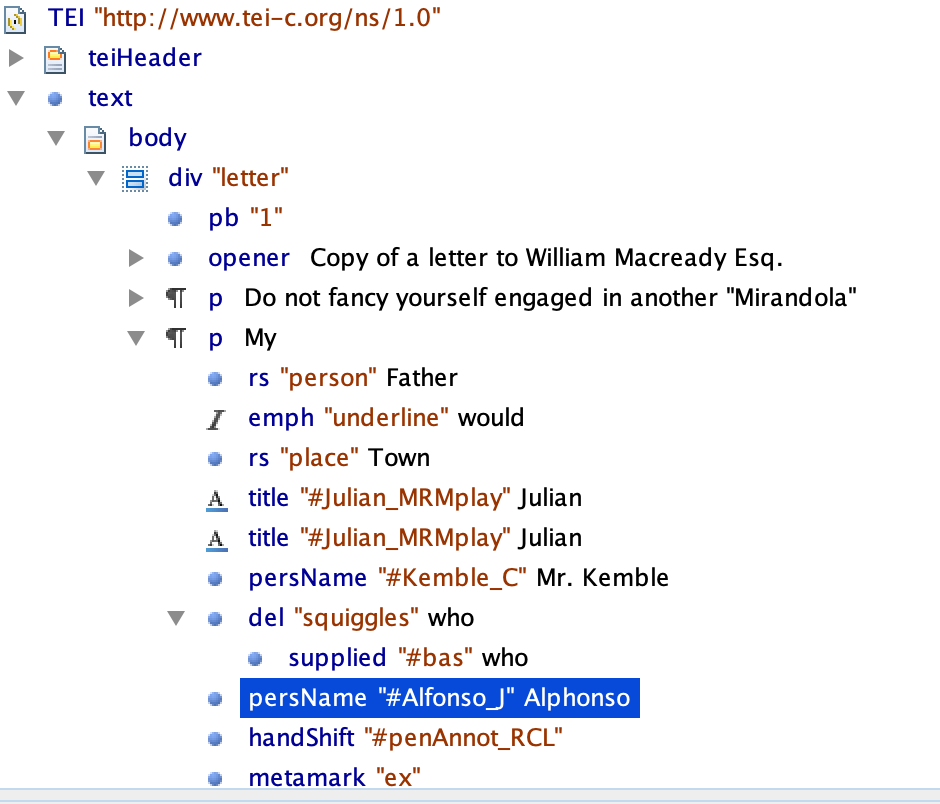 TEI "http://www.tei-c.org/ns/1.0"
teiHeader
text
body
div "letter"
pb "1"
opener Copy of a letter to William Macready Esq.
p Do not fancy yourself engaged in another "Mirandola"
p My
rs "person" Father
emph "underline" would
rs "place" Town
title "#Julian_MRMplay" Julian
title "#Julian_MRMplay" Julian
persName "#Kemble_C" Mr. Kemble
del "squiggles" who
supplied "#bas" who
persName "#Alfonso_J" Alphonso
handShift "#penAnnot_RCL"
metamark "ex"